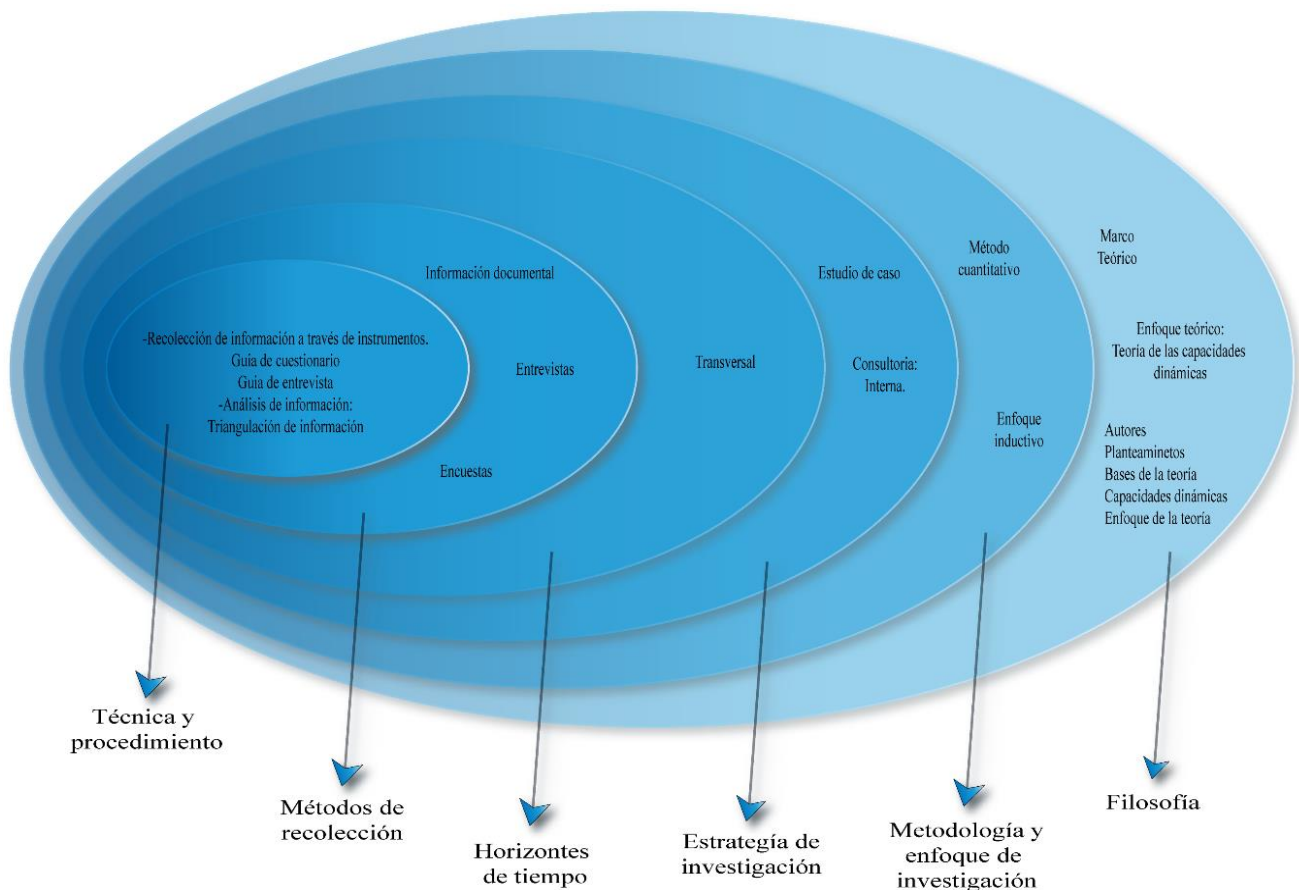 -Recolección de información a través de instrumentos.
Guía de cuestionario
Guia de entrevista
-Análisis de información:
Triangulación de información
Información documental
Entrevistas
Encuestas
Transversal
Estudio de caso
Consultoria:
Interna.
Método
cuantitativo
Enfoque
inductivo
Marco
Teórico
Enfoque teórico:
Teoría de las capacidades
dinámicas
Autores
Planteaminetos
Bases de la teoría
Capacidades dinámicas
Enfoque de la teoría
Técnica y
procedimiento
Métodos de
recolección
Horizontes
de tiempo
Estrategía de
investigación
Metodología y
enfoque de
investigación
Filosofía